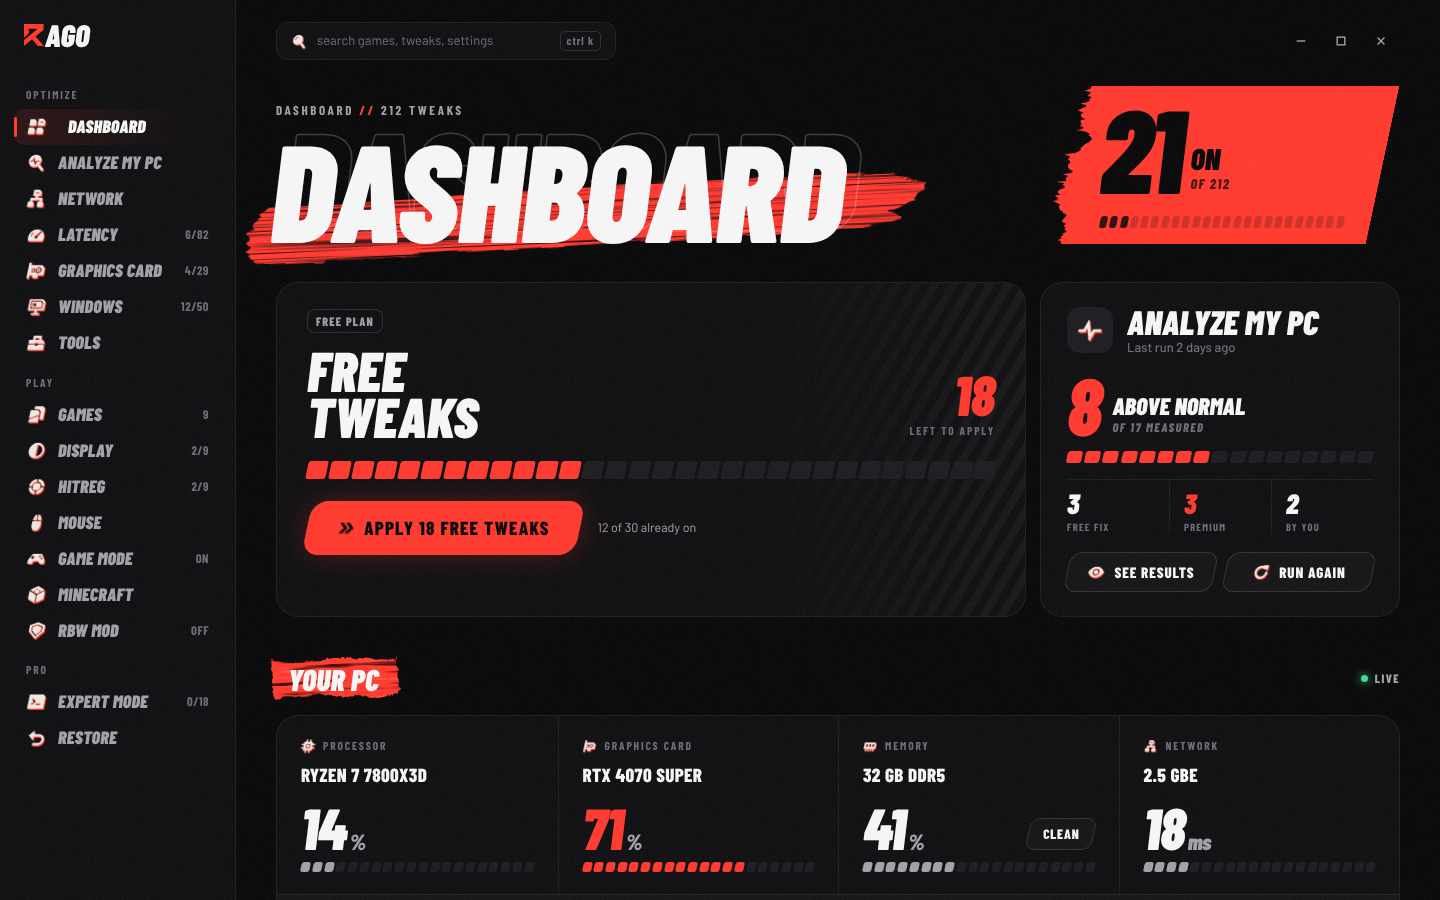 RAGO
search games, tweaks, settings
ctrl k
OPTIMIZE
DASHBOARD
ANALYZE MY PC
NETWORK
LATENCY 6/82
GRAPHICS CARD 4/29
WINDOWS 12/50
TOOLS
PLAY
GAMES 9
DISPLAY 2/9
HITREG 2/9
MOUSE
GAME MODE ON
MINECRAFT
RBW MOD OFF
PRO
EXPERT MODE 0/18
RESTORE
DASHBOARD // 212 TWEAKS
DASHBOARD
21 ON
OF 212
FREE PLAN
FREE
TWEAKS
18
LEFT TO APPLY
APPLY 18 FREE TWEAKS
12 of 30 already on
ANALYZE MY PC
Last run 2 days ago
8 ABOVE NORMAL
OF 17 MEASURED
3 FREE FIX
3 PREMIUM
2 BY YOU
SEE RESULTS
RUN AGAIN
YOUR PC
LIVE
PROCESSOR
RYZEN 7 7800X3D
14%
GRAPHICS CARD
RTX 4070 SUPER
71%
MEMORY
32 GB DDR5
41%
CLEAN
NETWORK
2.5 GBE
18ms